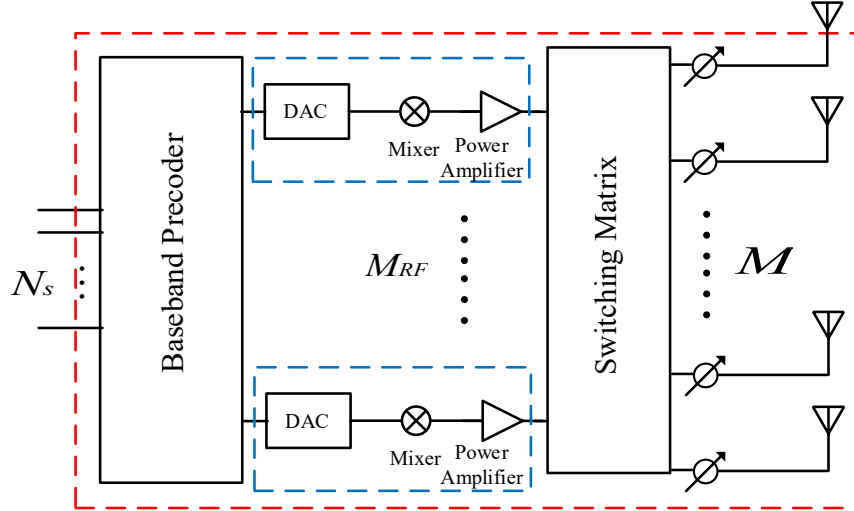 DAC
Mixer
Power
Amplifier
Baseband Precoder
Switching Matrix
N_s
M_RF
M
DAC
Mixer
Power
Amplifier